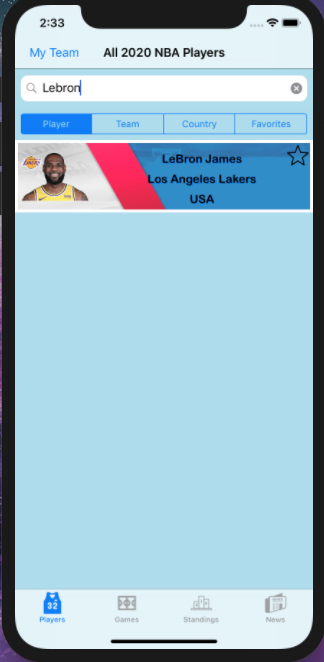 2:33
My Team All 2020 NBA Players
Lebron
Player Team Country Favorites
LeBron James
Los Angeles Lakers
USA
32
Players Games Standings News